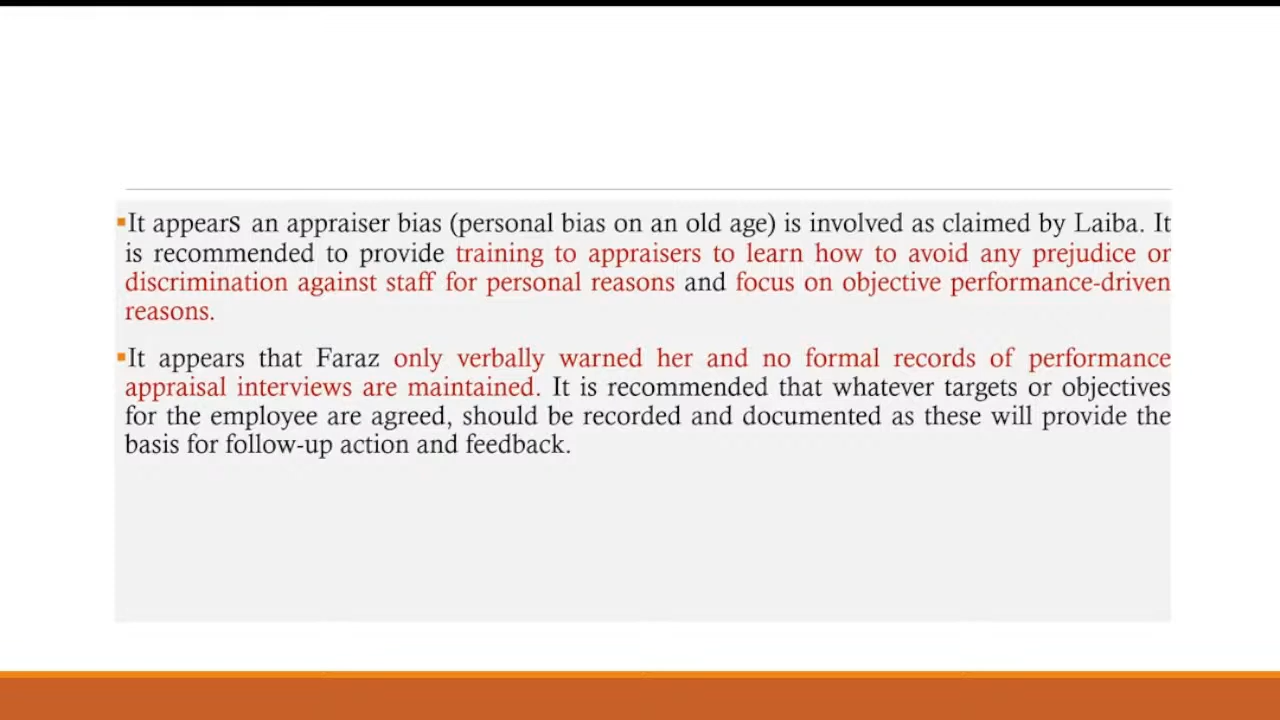 ▪It appears an appraiser bias (personal bias on an old age) is involved as claimed by Laiba. It
is recommended to provide training to appraisers to learn how to avoid any prejudice or
discrimination against staff for personal reasons and focus on objective performance-driven
reasons.
▪It appears that Faraz only verbally warned her and no formal records of performance
appraisal interviews are maintained. It is recommended that whatever targets or objectives
for the employee are agreed, should be recorded and documented as these will provide the
basis for follow-up action and feedback.